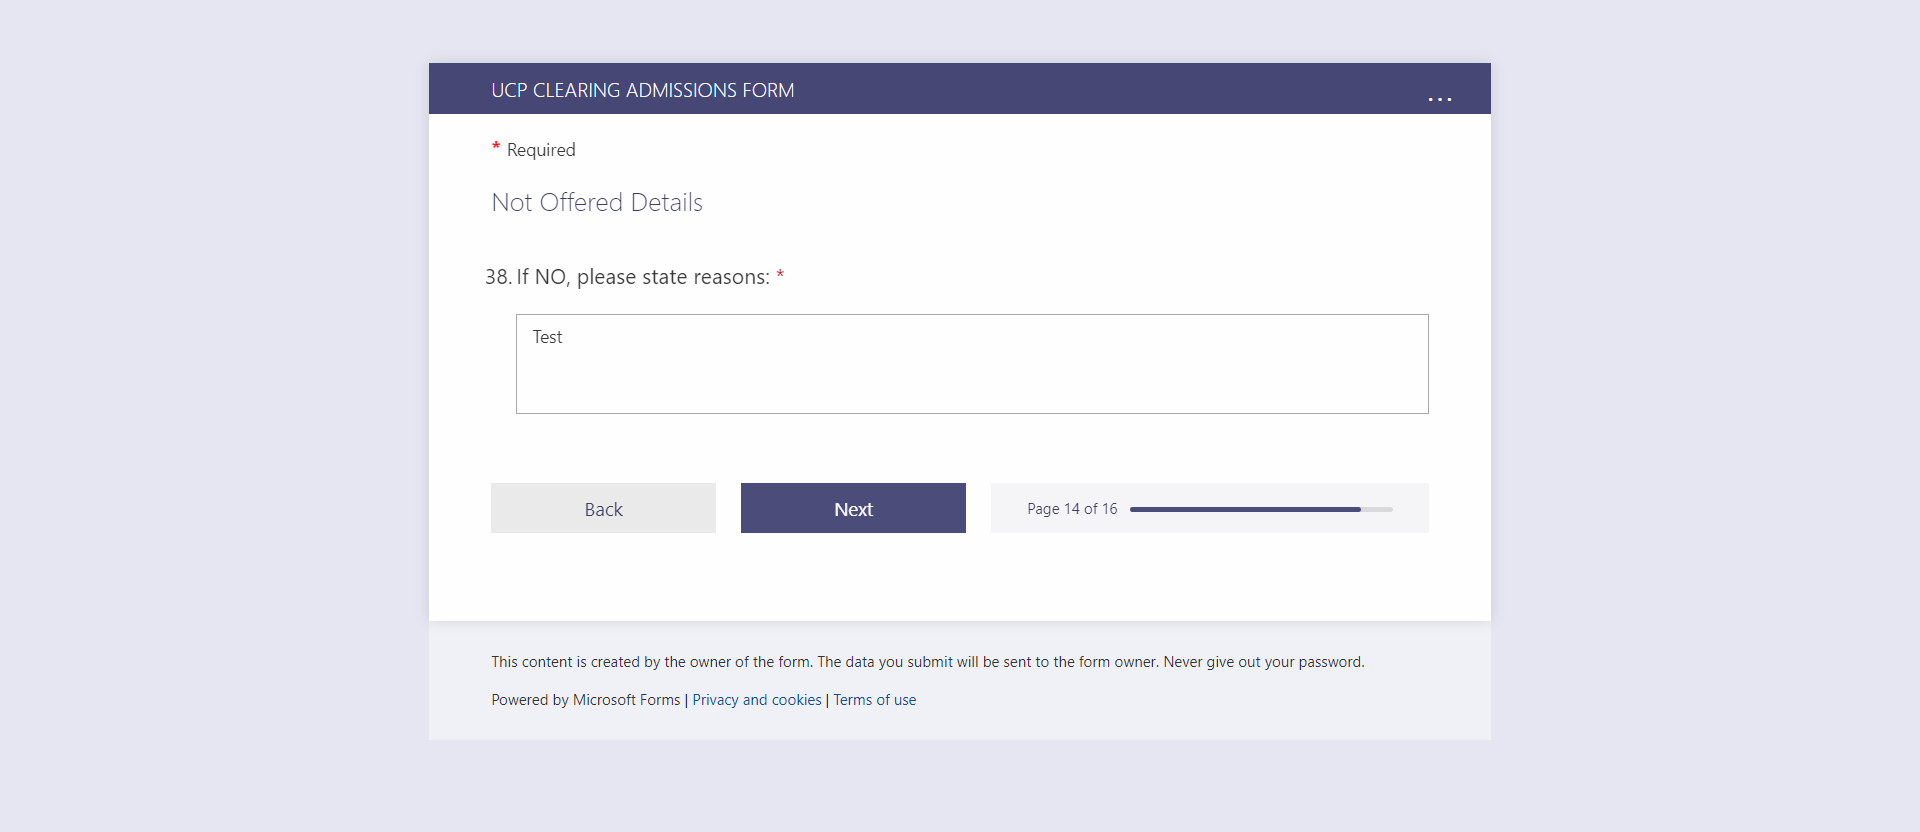 UCP CLEARING ADMISSIONS FORM
...
* Required
Not Offered Details
38. If NO, please state reasons: *
Test
Back
Next
Page 14 of 16
This content is created by the owner of the form. The data you submit will be sent to the form owner. Never give out your password.
Powered by Microsoft Forms | Privacy and cookies | Terms of use